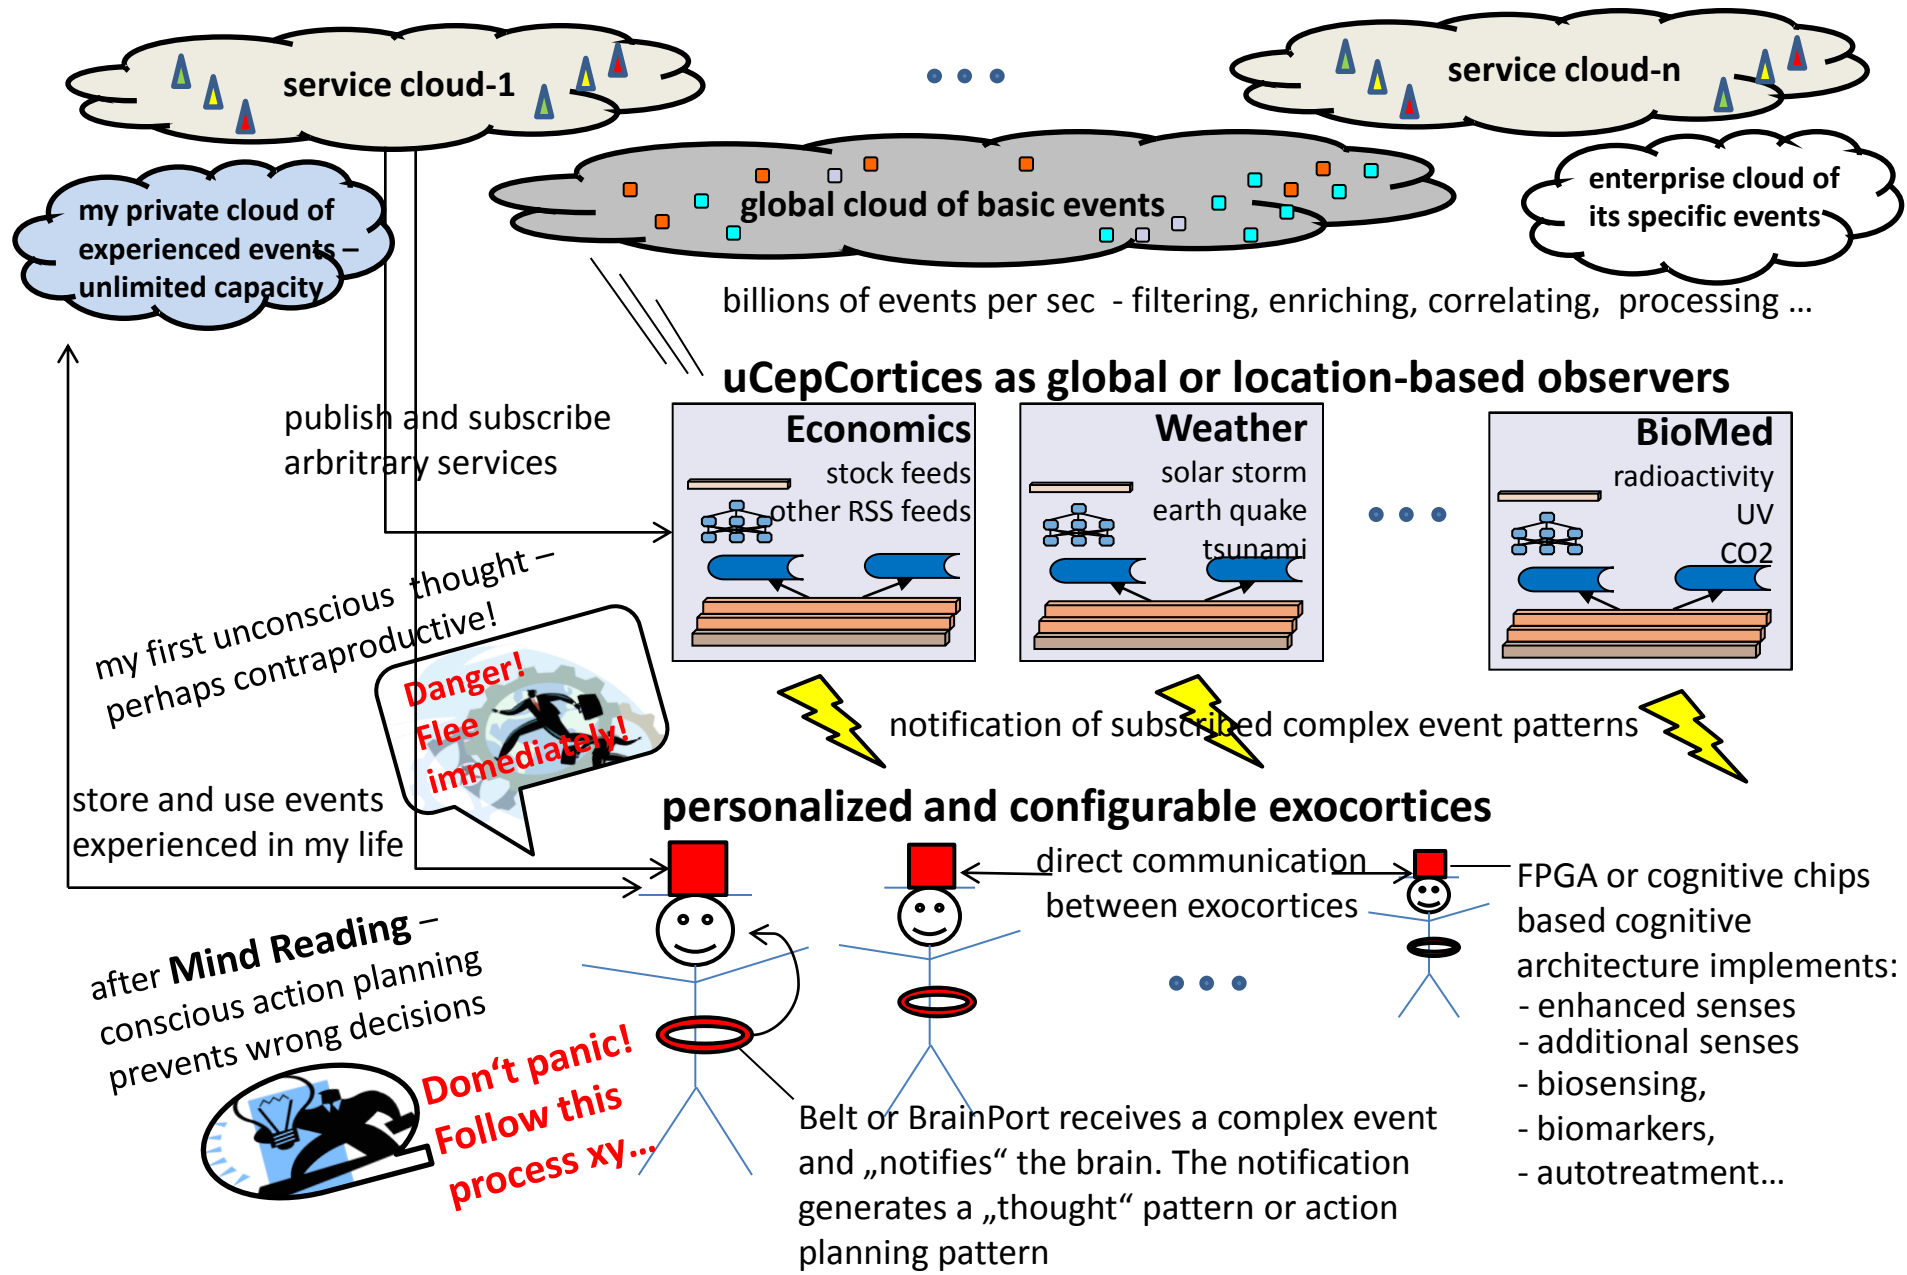 service cloud-1
service cloud-n
my private cloud of
experienced events –
unlimited capacity
global cloud of basic events
enterprise cloud of
its specific events
billions of events per sec  - filtering, enriching, correlating,  processing ...
uCepCortices as global or location-based observers
publish and subscribe
arbritrary services
Economics
stock feeds
other RSS feeds
Weather
solar storm
earth quake
tsunami
BioMed
radioactivity
UV
CO2
my first unconscious  thought –
perhaps contraproductive!
Danger!
Flee
immediately!
notification of subscribed complex event patterns
store and use events
experienced in my life
personalized and configurable exocortices
direct communication
between exocortices
FPGA or cognitive chips
based cognitive
architecture implements:
- enhanced senses
- additional senses
- biosensing,
- biomarkers,
- autotreatment...
after Mind Reading –
conscious action planning
prevents wrong decisions
Don‘t panic!
Follow this
process xy...
Belt or BrainPort receives a complex event
and „notifies“ the brain. The notification
generates a „thought“ pattern or action
planning pattern